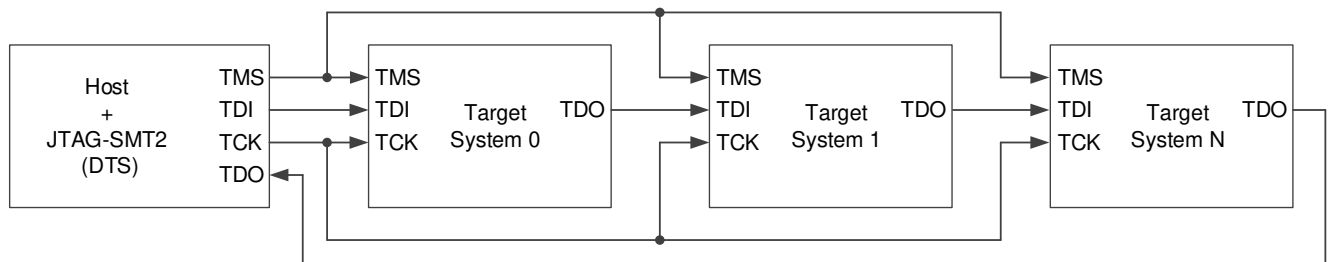 Host
+
JTAG-SMT2
(DTS)
TMS
TDI
TCK
TDO
TMS
TDI
TCK
Target
System 0
TDO
TMS
TDI
TCK
Target
System 1
TDO
TMS
TDI
TCK
Target
System N
TDO